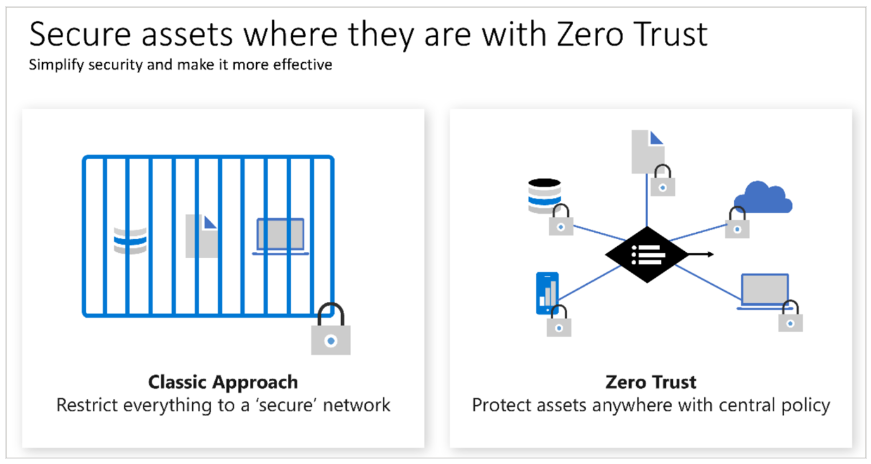 Secure assets where they are with Zero Trust
Simplify security and make it more effective
Classic Approach
Restrict everything to a ‘secure’ network
Zero Trust
Protect assets anywhere with central policy